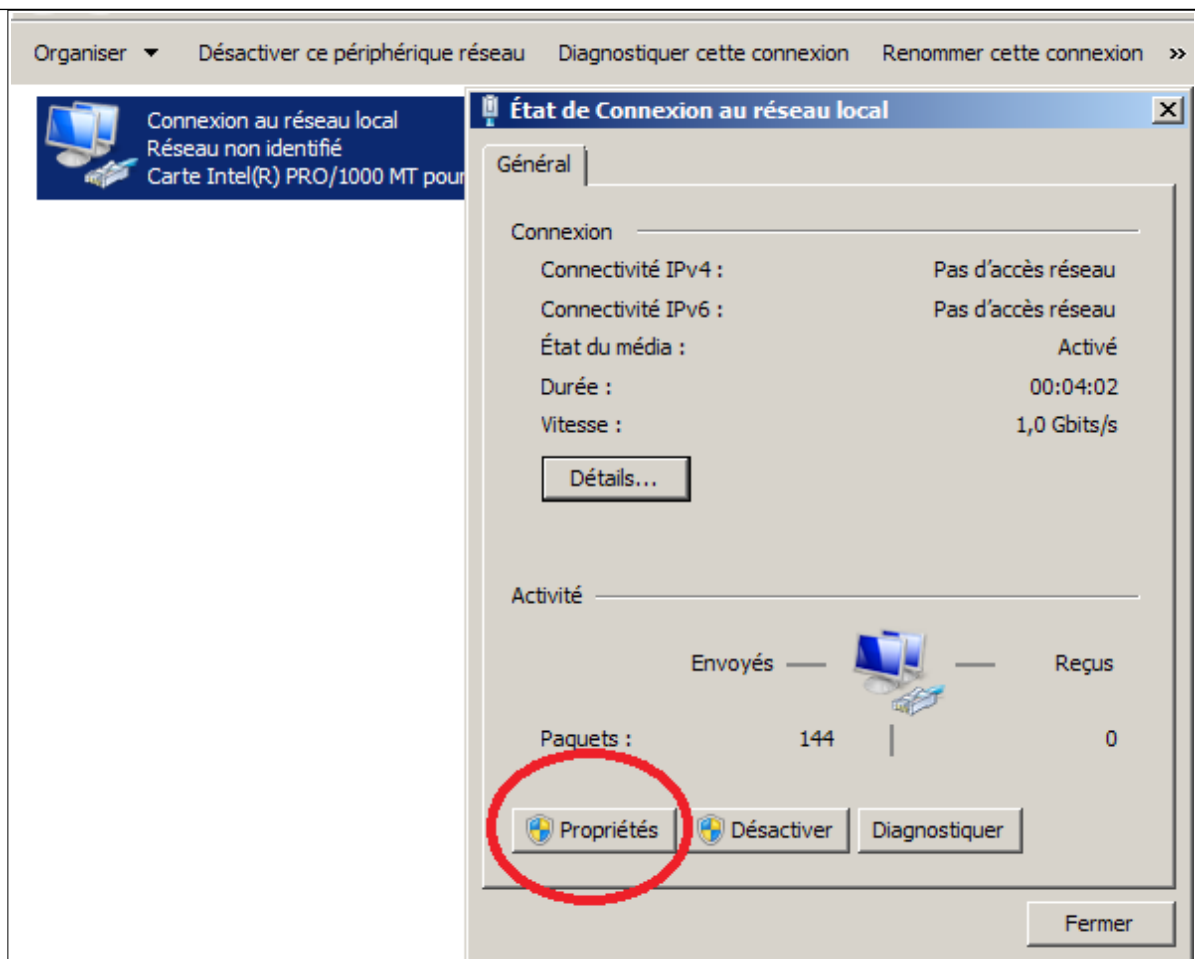 Organiser Désactiver ce périphérique réseau Diagnostiquer cette connexion Renommer cette connexion »
Connexion au réseau local
Réseau non identifié
Carte Intel(R) PRO/1000 MT pour
État de Connexion au réseau local
Général
Connexion
Connectivité IPv4 : Pas d’accès réseau
Connectivité IPv6 : Pas d’accès réseau
État du média : Activé
Durée : 00:04:02
Vitesse : 1,0 Gbits/s
Détails...
Activité
Envoyés Reçus
Paquets : 144 0
Propriétés Désactiver Diagnostiquer
Fermer